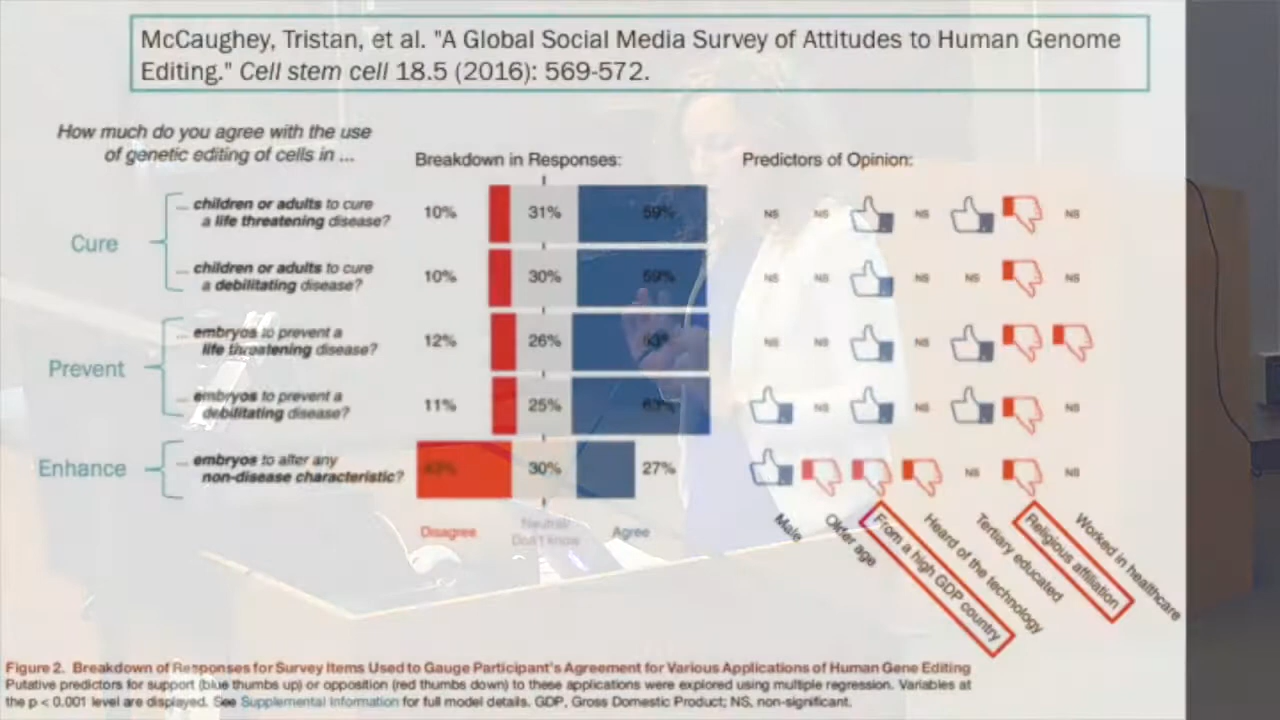 McCaughey, Tristan, et al. "A Global Social Media Survey of Attitudes to Human Genome
Editing." Cell stem cell 18.5 (2016): 569-572.
How much do you agree with the use
of genetic editing of cells in ...
Breakdown in Responses:
Predictors of Opinion:
Cure
... children or adults to cure
a life threatening disease?
10% 31% 59%
NS NS NS NS
... children or adults to cure
a debilitating disease?
10% 30% 59%
NS NS NS NS NS
Prevent
... embryos to prevent a
life threatening disease?
12% 26% 63%
NS NS NS
... embryos to prevent a
debilitating disease?
11% 25% 63%
NS NS NS
Enhance
... embryos to alter any
non-disease characteristic?
30% 27%
NS NS
Disagree
Neutral/
Don't know
Agree
Male
Older age
From a high GDP country
Heard of the technology
Tertiary educated
Religious affiliation
Worked in healthcare
Figure 2. Breakdown of Responses for Survey Items Used to Gauge Participant's Agreement for Various Applications of Human Gene Editing
Putative predictors for support (blue thumbs up) or opposition (red thumbs down) to these applications were explored using multiple regression. Variables at
the p < 0.001 level are displayed. See Supplemental Information for full model details. GDP, Gross Domestic Product; NS, non-significant.